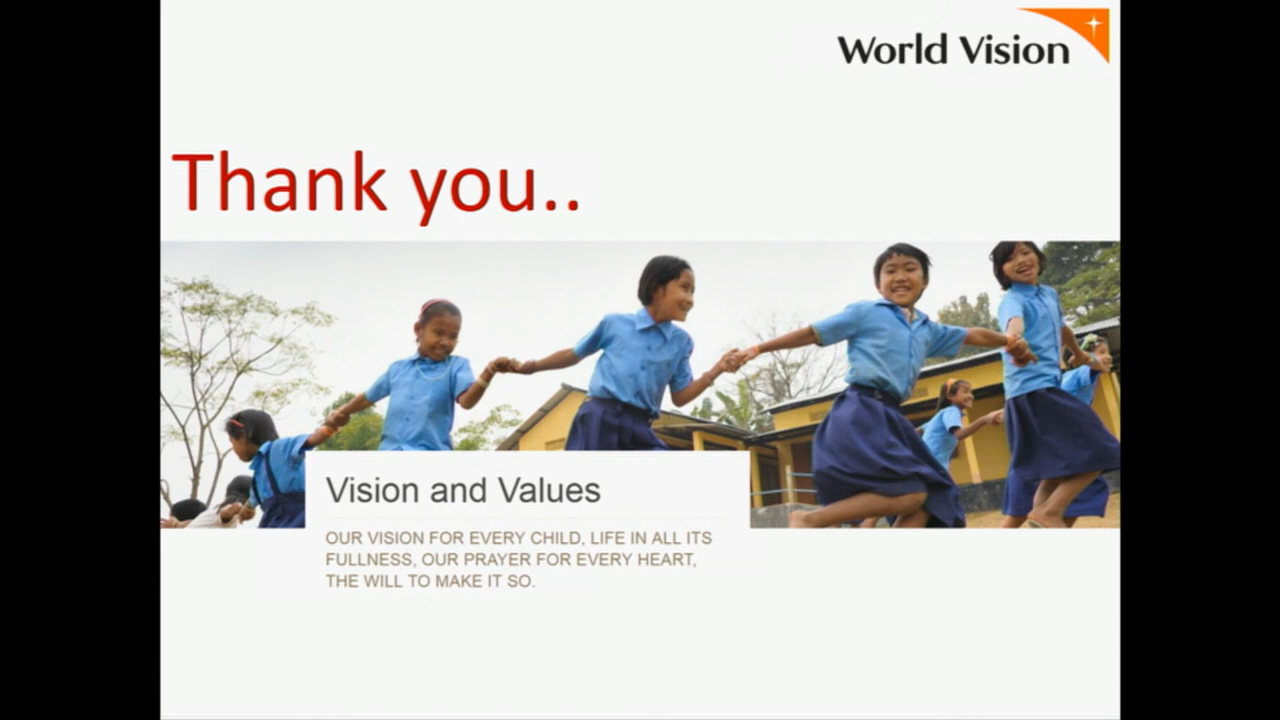 World Vision
Thank you..
Vision and Values
OUR VISION FOR EVERY CHILD, LIFE IN ALL ITS
FULLNESS, OUR PRAYER FOR EVERY HEART,
THE WILL TO MAKE IT SO.